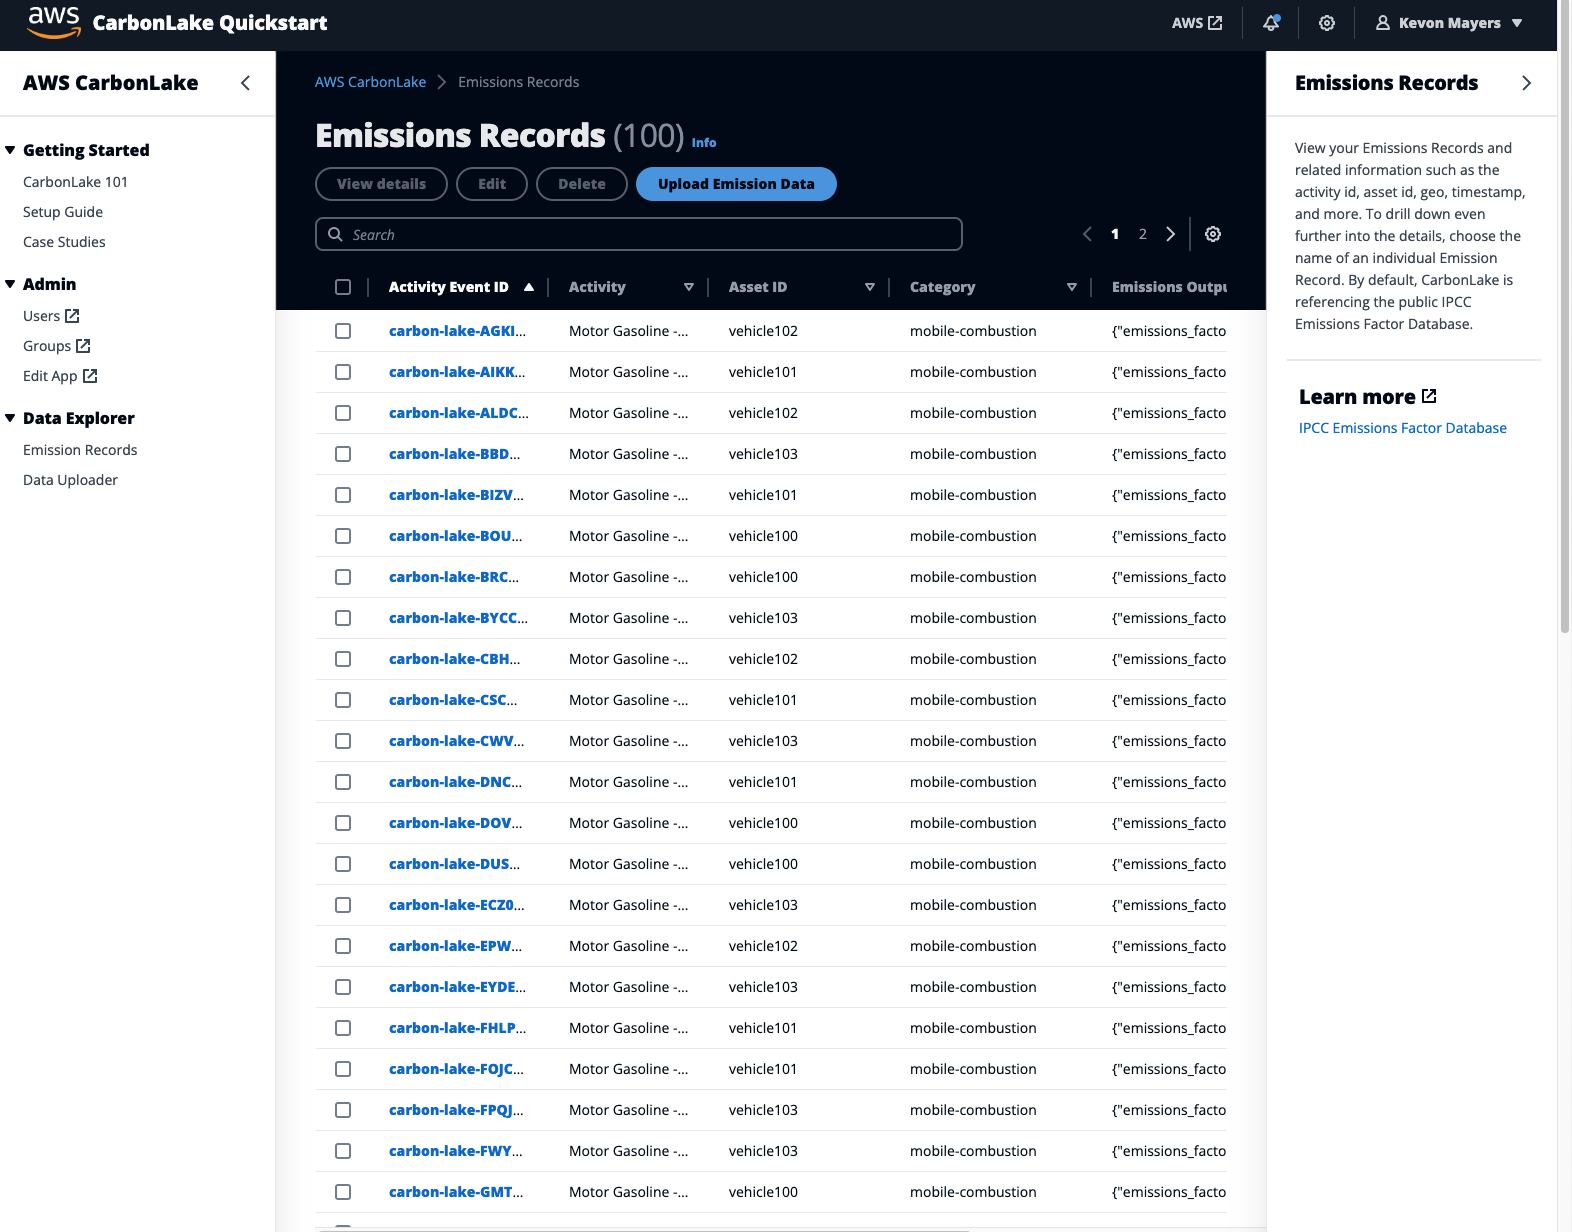 aws CarbonLake Quickstart
AWS
Kevon Mayers
AWS CarbonLake
Getting Started
CarbonLake 101
Setup Guide
Case Studies
Admin
Users
Groups
Edit App
Data Explorer
Emission Records
Data Uploader
AWS CarbonLake > Emissions Records
Emissions Records (100) Info
View details Edit Delete Upload Emission Data
Search
1 2
Activity Event ID Activity Asset ID Category Emissions Outpu
carbon-lake-AGKI... Motor Gasoline -... vehicle102 mobile-combustion {"emissions_facto
carbon-lake-AIKK... Motor Gasoline -... vehicle101 mobile-combustion {"emissions_facto
carbon-lake-ALDC... Motor Gasoline -... vehicle102 mobile-combustion {"emissions_facto
carbon-lake-BBD... Motor Gasoline -... vehicle103 mobile-combustion {"emissions_facto
carbon-lake-BIZV... Motor Gasoline -... vehicle101 mobile-combustion {"emissions_facto
carbon-lake-BOU... Motor Gasoline -... vehicle100 mobile-combustion {"emissions_facto
carbon-lake-BRC... Motor Gasoline -... vehicle100 mobile-combustion {"emissions_facto
carbon-lake-BYCC... Motor Gasoline -... vehicle103 mobile-combustion {"emissions_facto
carbon-lake-CBH... Motor Gasoline -... vehicle102 mobile-combustion {"emissions_facto
carbon-lake-CSC... Motor Gasoline -... vehicle101 mobile-combustion {"emissions_facto
carbon-lake-CWV... Motor Gasoline -... vehicle103 mobile-combustion {"emissions_facto
carbon-lake-DNC... Motor Gasoline -... vehicle101 mobile-combustion {"emissions_facto
carbon-lake-DOV... Motor Gasoline -... vehicle100 mobile-combustion {"emissions_facto
carbon-lake-DUS... Motor Gasoline -... vehicle100 mobile-combustion {"emissions_facto
carbon-lake-ECZ0... Motor Gasoline -... vehicle103 mobile-combustion {"emissions_facto
carbon-lake-EPW... Motor Gasoline -... vehicle102 mobile-combustion {"emissions_facto
carbon-lake-EYDE... Motor Gasoline -... vehicle103 mobile-combustion {"emissions_facto
carbon-lake-FHLP... Motor Gasoline -... vehicle101 mobile-combustion {"emissions_facto
carbon-lake-FOJC... Motor Gasoline -... vehicle101 mobile-combustion {"emissions_facto
carbon-lake-FPQJ... Motor Gasoline -... vehicle103 mobile-combustion {"emissions_facto
carbon-lake-FWY... Motor Gasoline -... vehicle103 mobile-combustion {"emissions_facto
carbon-lake-GMT... Motor Gasoline -... vehicle100 mobile-combustion {"emissions_facto
Emissions Records
View your Emissions Records and
related information such as the
activity id, asset id, geo, timestamp,
and more. To drill down even
further into the details, choose the
name of an individual Emission
Record. By default, CarbonLake is
referencing the public IPCC
Emissions Factor Database.
Learn more
IPCC Emissions Factor Database